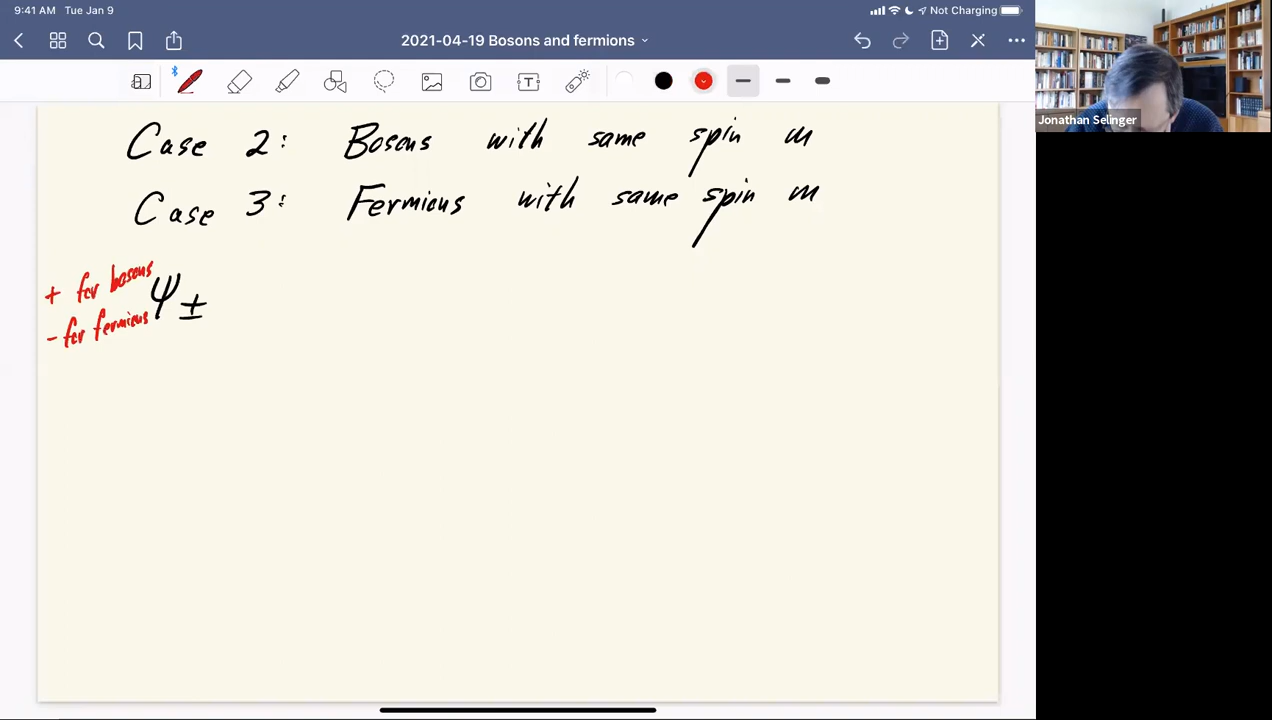 9:41 AM Tue Jan 9
Not Charging
2021-04-19 Bosons and fermions
T
Jonathan Selinger
Case 2: Bosons with same spin m
Case 3: Fermions with same spin m
+ for bosons
- for fermions
ψ±